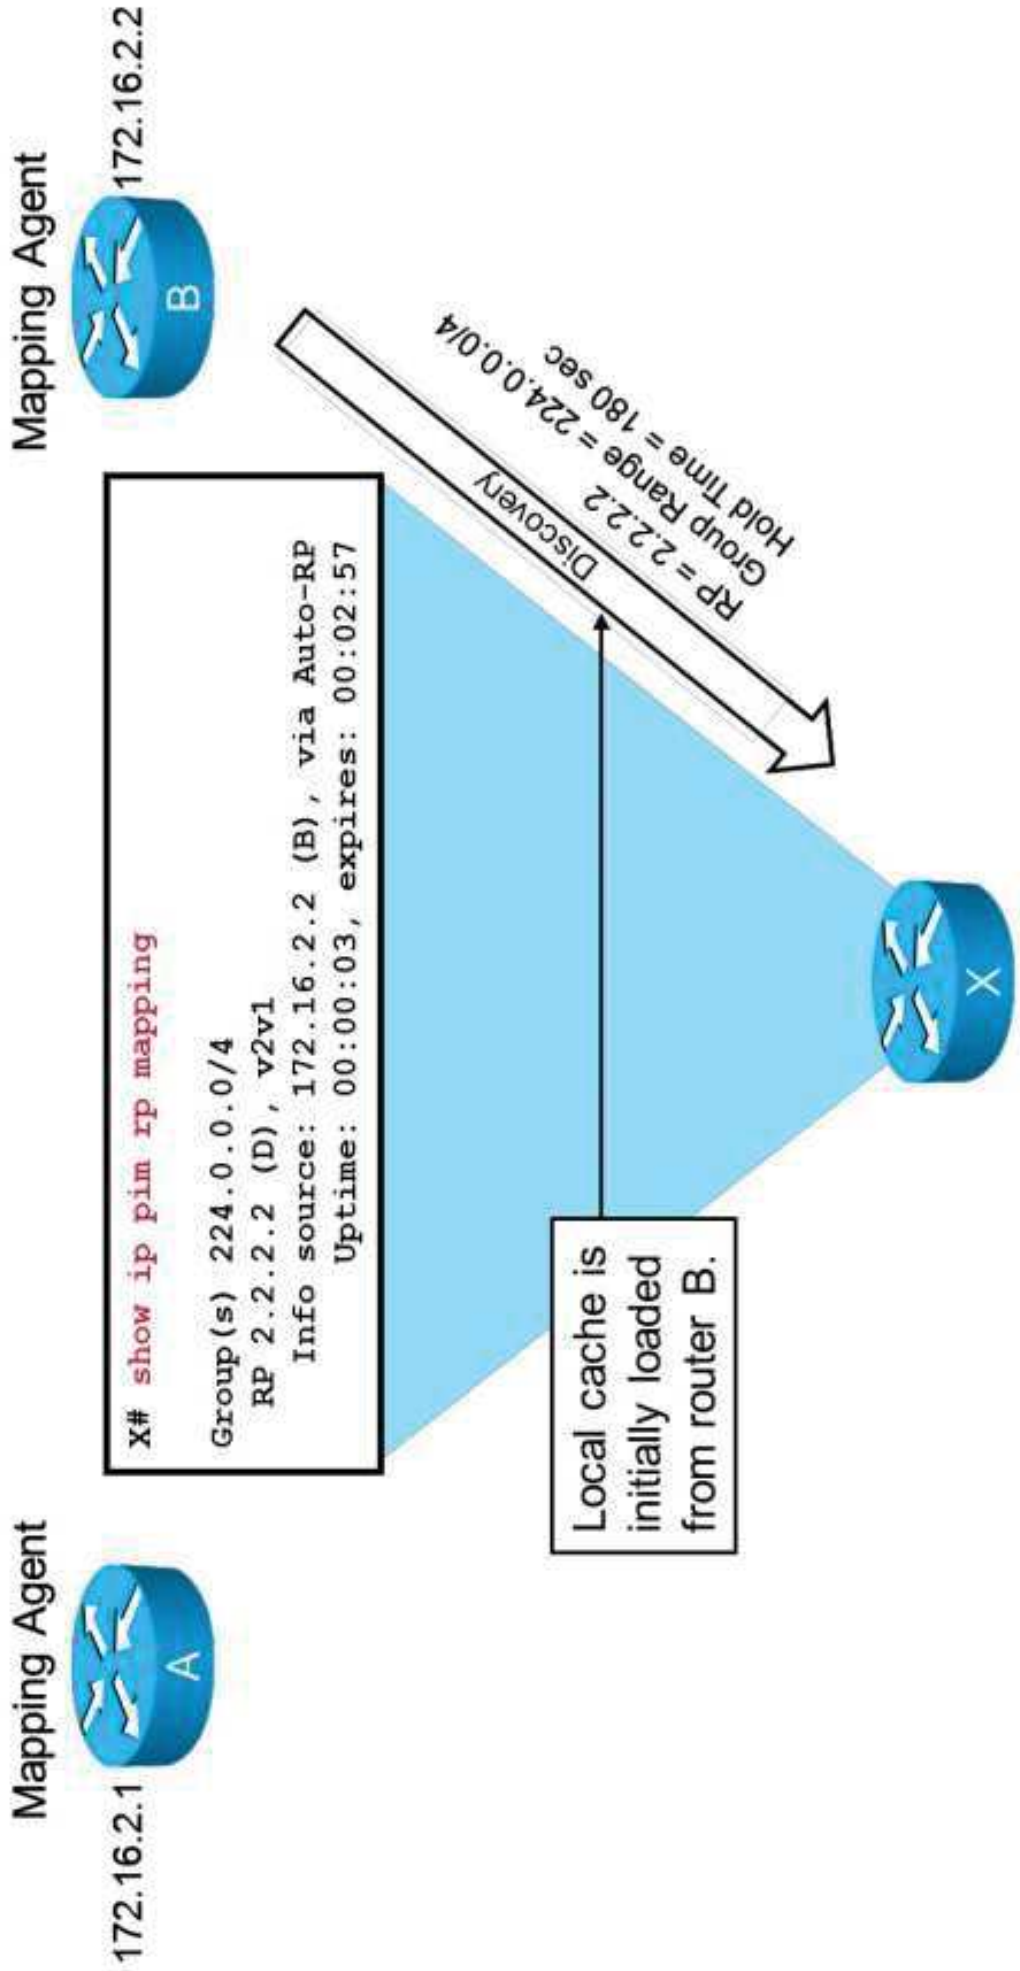 Mapping Agent
172.16.2.1
A
Mapping Agent
172.16.2.2
B
X# show ip pim rp mapping
Group(s) 224.0.0.0/4
RP 2.2.2.2 (D), v2v1
Info source: 172.16.2.2 (B), via Auto-RP
Uptime: 00:00:03, expires: 00:02:57
Discovery
RP = 2.2.2.2
Group Range = 224.0.0.0/4
Hold Time = 180 sec
Local cache is
initially loaded
from router B.
X